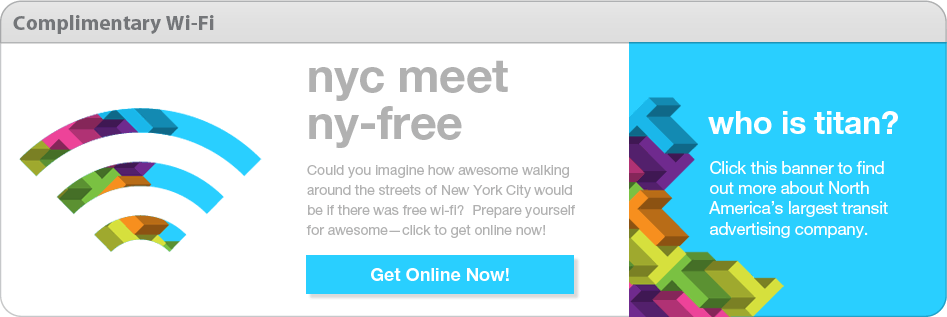 Complimentary Wi-Fi
nyc meet
ny-free
Could you imagine how awesome walking
around the streets of New York City would
be if there was free wi-fi?  Prepare yourself
for awesome—click to get online now!
Get Online Now!
who is titan?
Click this banner to find
out more about North
America's largest transit
advertising company.